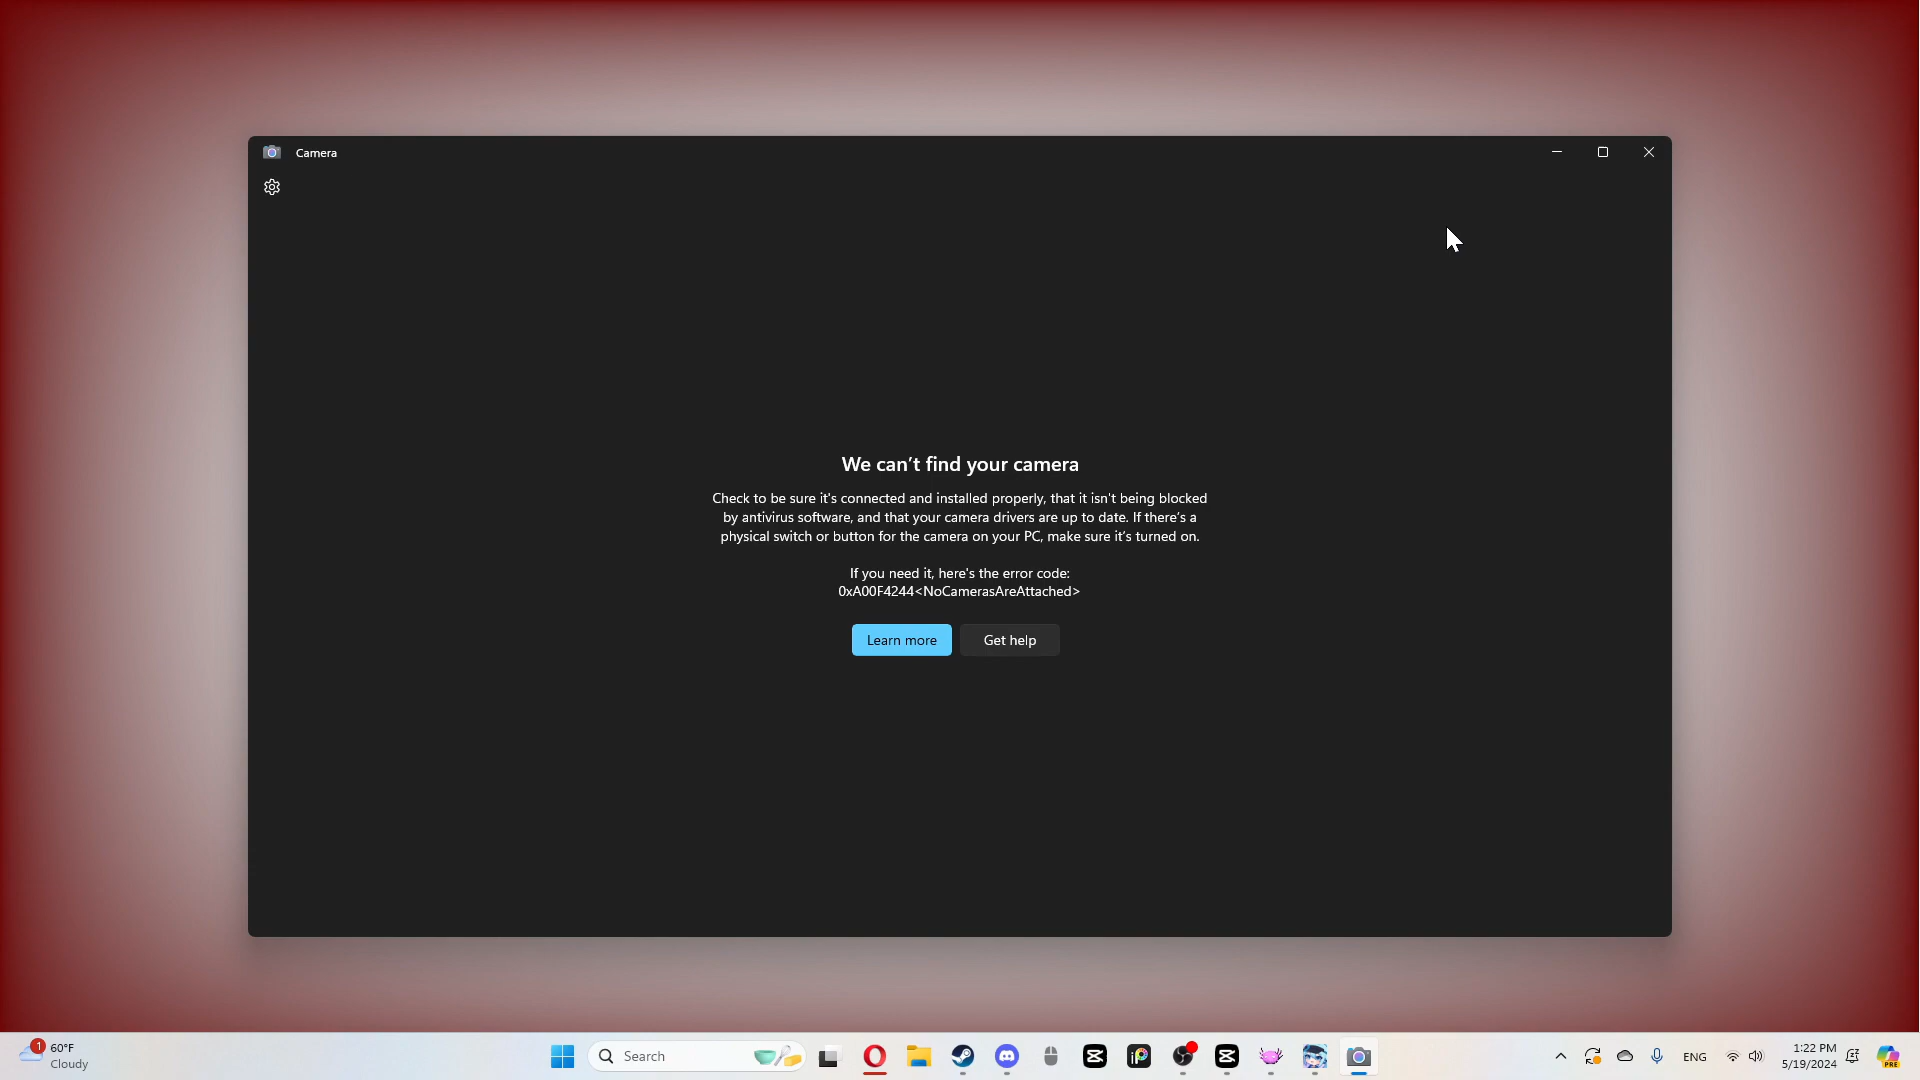 Camera
We can't find your camera
Check to be sure it's connected and installed properly, that it isn't being blocked
by antivirus software, and that your camera drivers are up to date. If there's a
physical switch or button for the camera on your PC, make sure it's turned on.
If you need it, here's the error code:
0xA00F4244<NoCamerasAreAttached>
Learn more
Get help
1
60°F
Cloudy
Search
iP
ENG
1:22 PM
5/19/2024
PRE